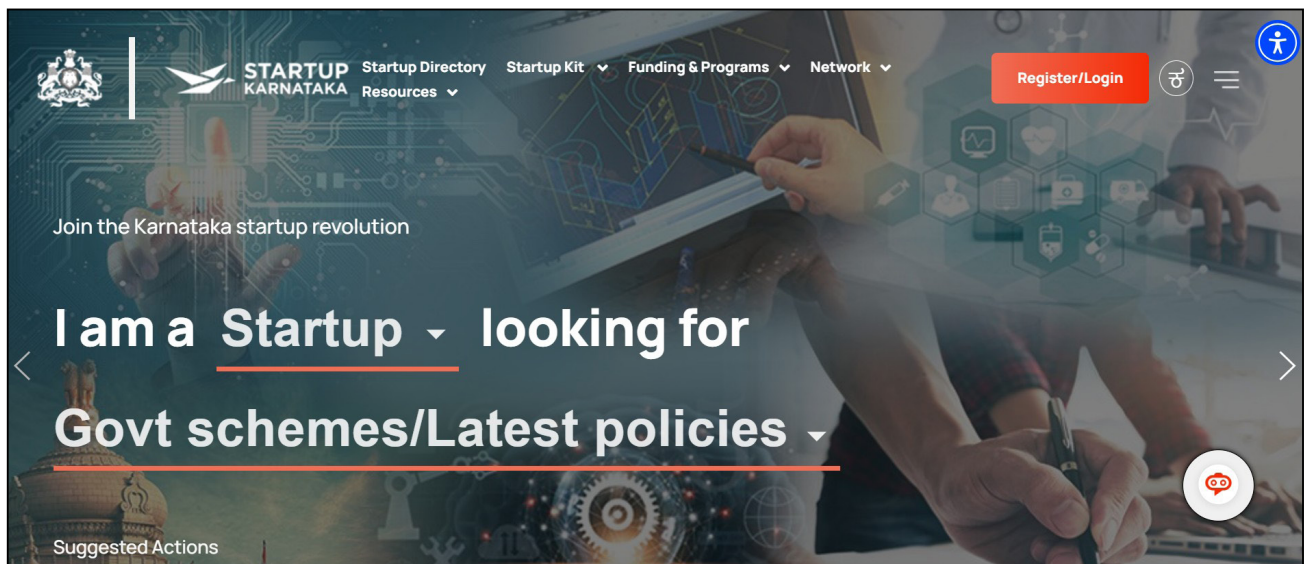 STARTUP
KARNATAKA
Startup Directory Startup Kit Funding & Programs Network
Resources
Register/Login
ಕ
Join the Karnataka startup revolution
I am a Startup looking for
Govt schemes/Latest policies
Suggested Actions